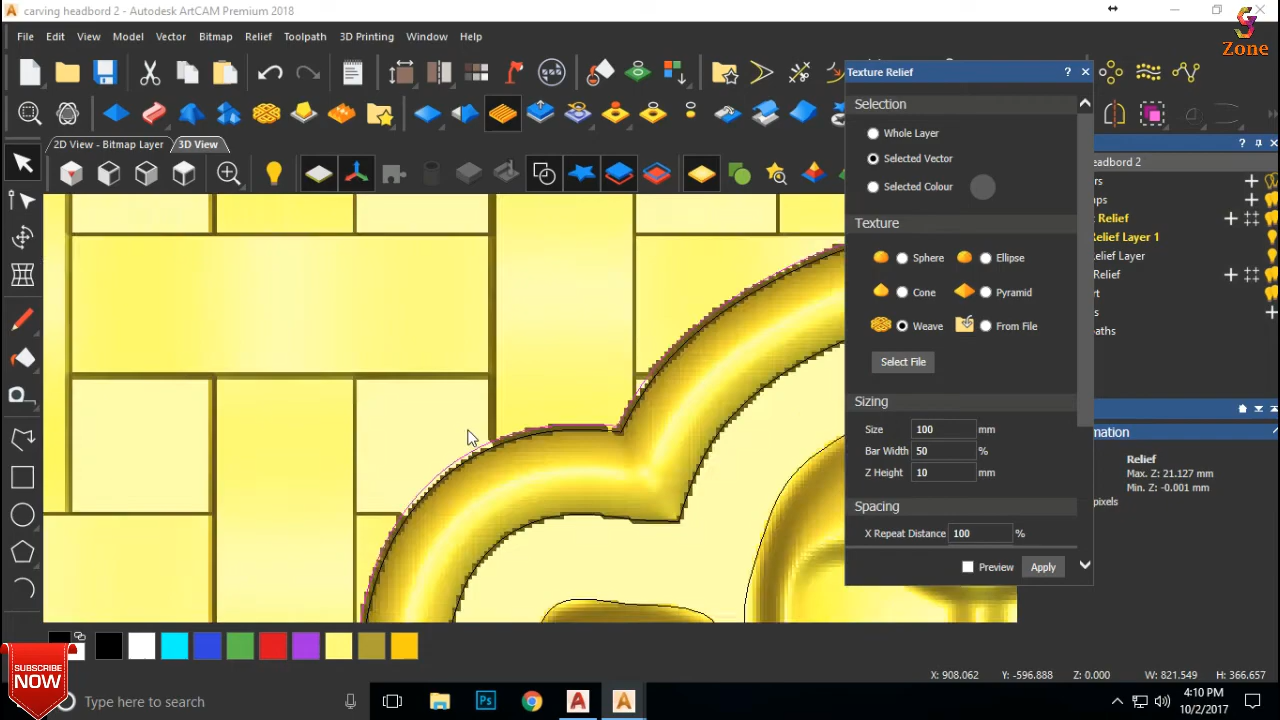 carving headbord 2 - Autodesk ArtCAM Premium 2018
Zone
File Edit View Model Vector Bitmap Relief Toolpath 3D Printing Window Help
Texture Relief
?
2D View - Bitmap Layer
3D View
Selection
Whole Layer
Selected Vector
Selected Colour
Texture
Sphere
Ellipse
Cone
Pyramid
Weave
From File
Select File
Sizing
Size 100 mm
Bar Width 50 %
Z Height 10 mm
Spacing
X Repeat Distance 100 %
Preview
Apply
eadbord 2
ers
aps
Relief
Relief Layer 1
elief Layer
Relief
rt
s
aths
mation
Relief
Max. Z: 21.127 mm
Min. Z: -0.001 mm
pixels
X: 908.062 Y: -596.888 Z: 0.000 W: 821.549 H: 366.657
SUBSCRIBE
NOW
Type here to search
4:10 PM
10/2/2017